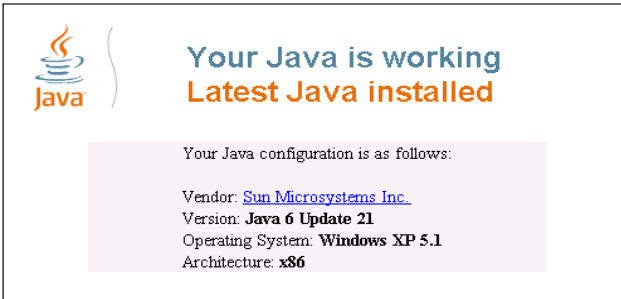 Java
Your Java is working
Latest Java installed
Your Java configuration is as follows:
Vendor: Sun Microsystems Inc.
Version: Java 6 Update 21
Operating System: Windows XP 5.1
Architecture: x86